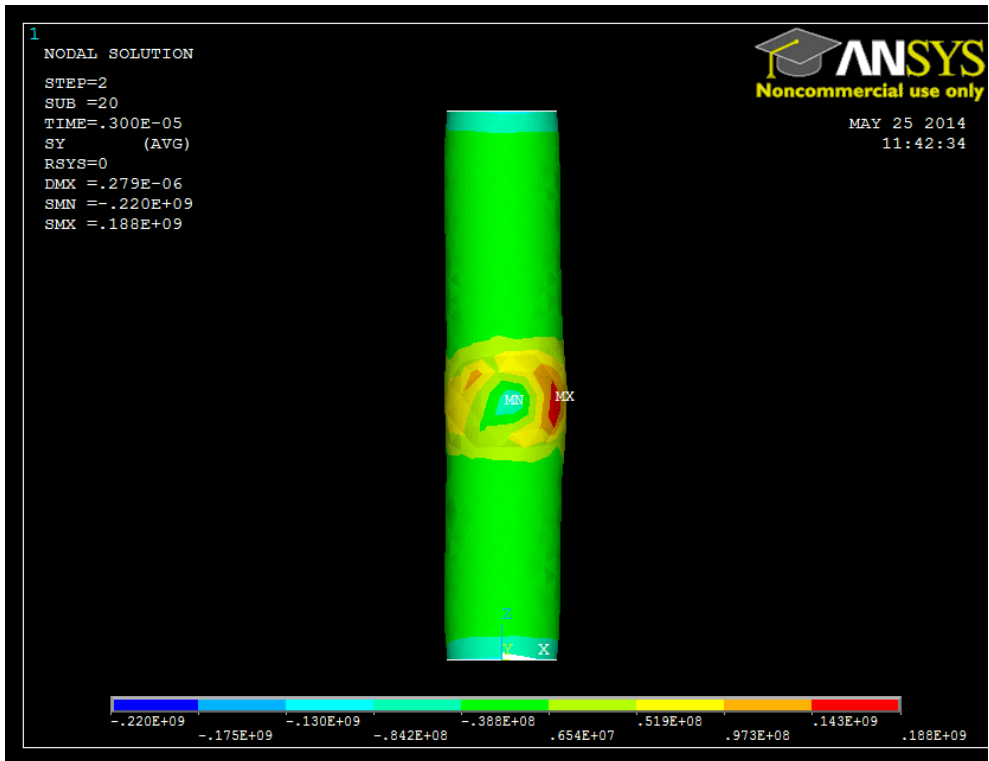 1
NODAL SOLUTION
STEP=2
SUB =20
TIME=.300E-05
SY (AVG)
RSYS=0
DMX =.279E-06
SMN =-.220E+09
SMX =.188E+09
ANSYS
Noncommercial use only
MAY 25 2014
11:42:34
MN
MX
Z
Y
X
-.220E+09
-.175E+09
-.130E+09
-.842E+08
-.388E+08
.654E+07
.519E+08
.973E+08
.143E+09
.188E+09